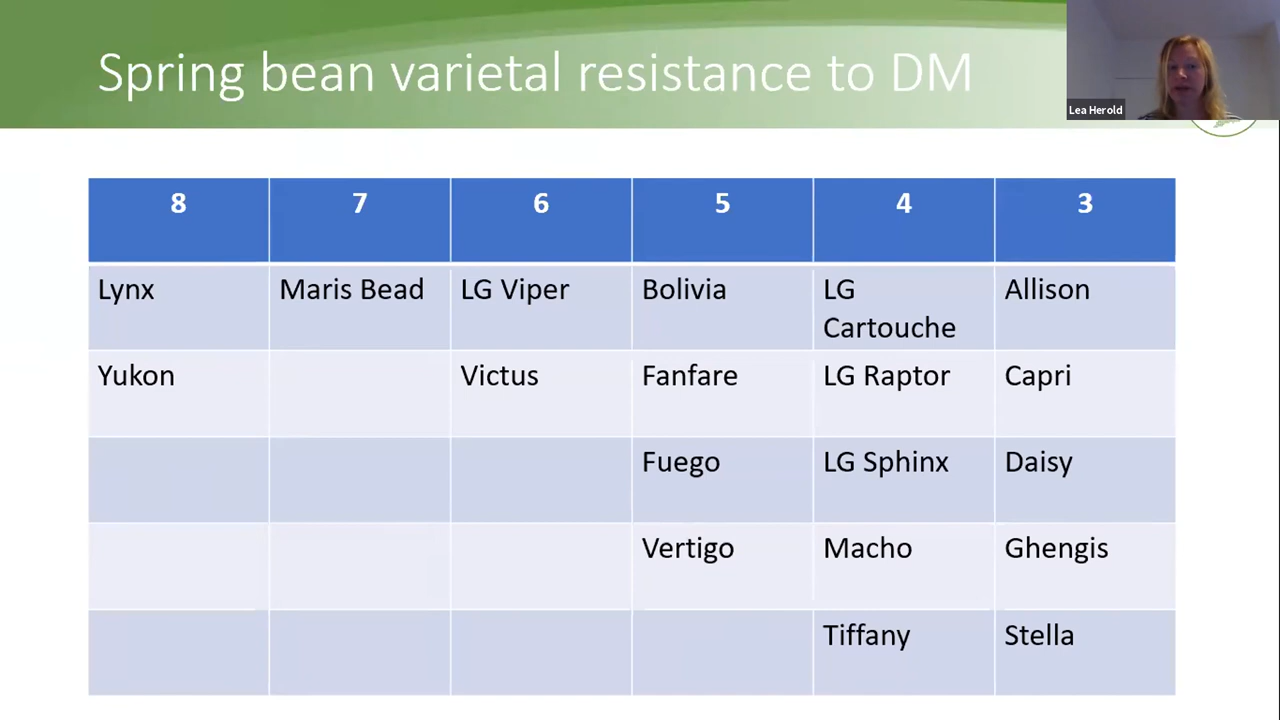 Spring bean varietal resistance to DM
Lea Herold
8 7 6 5 4 3
Lynx Maris Bead LG Viper Bolivia LG Cartouche Allison
Yukon Victus Fanfare LG Raptor Capri
Fuego LG Sphinx Daisy
Vertigo Macho Ghengis
Tiffany Stella